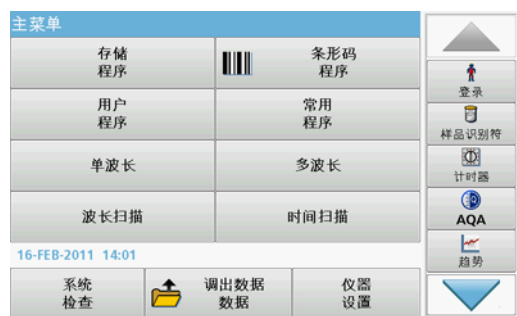 主菜单
存储
程序
条形码
程序
用户
程序
常用
程序
单波长
多波长
波长扫描
时间扫描
16-FEB-2011 14:01
系统
检查
调出数据
数据
仪器
设置
登录
样品识别符
计时器
AQA
趋势